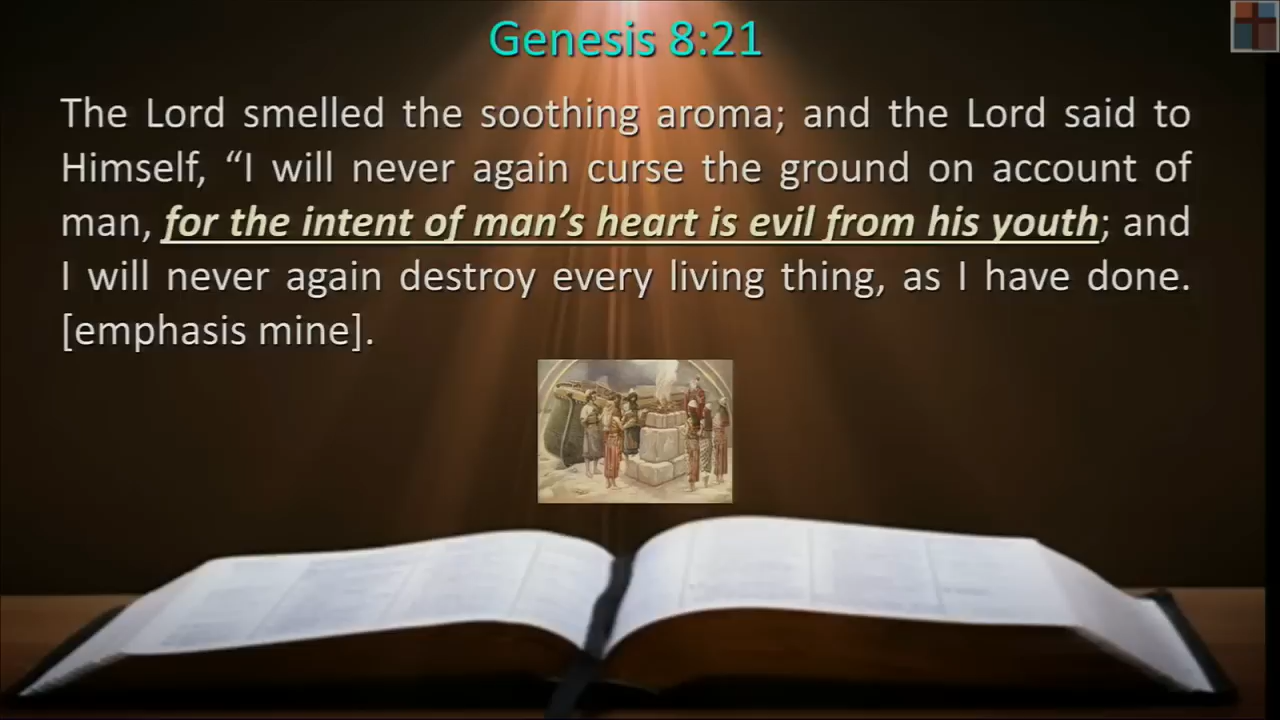 Genesis 8:21
The Lord smelled the soothing aroma; and the Lord said to
Himself, “I will never again curse the ground on account of
man, for the intent of man’s heart is evil from his youth; and
I will never again destroy every living thing, as I have done.
[emphasis mine].